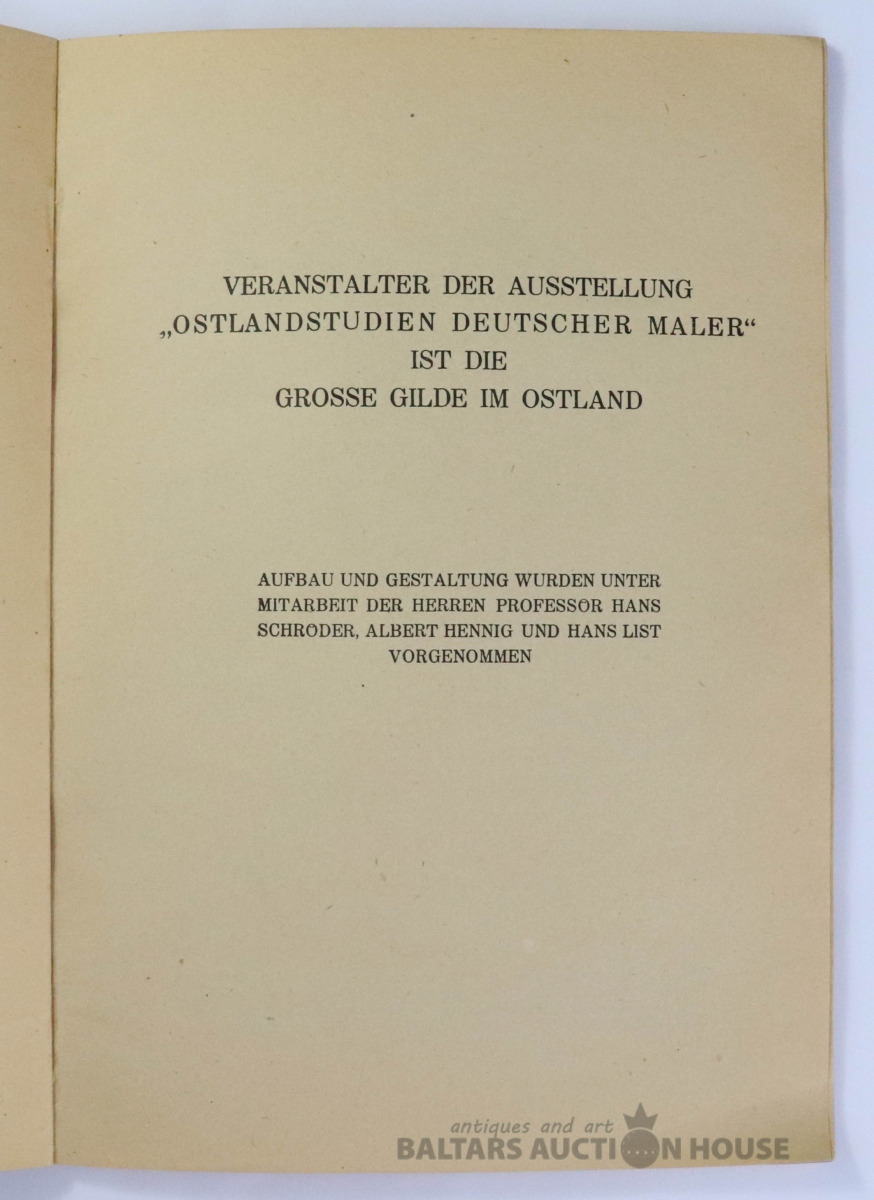 VERANSTALTER DER AUSSTELLUNG
„OSTLANDSTUDIEN DEUTSCHER MALER“
IST DIE
GROSSE GILDE IM OSTLAND
AUFBAU UND GESTALTUNG WURDEN UNTER
MITARBEIT DER HERREN PROFESSOR HANS
SCHRÖDER, ALBERT HENNIG UND HANS LIST
VORGENOMMEN
antiques and art
BALTARS AUCTION HOUSE